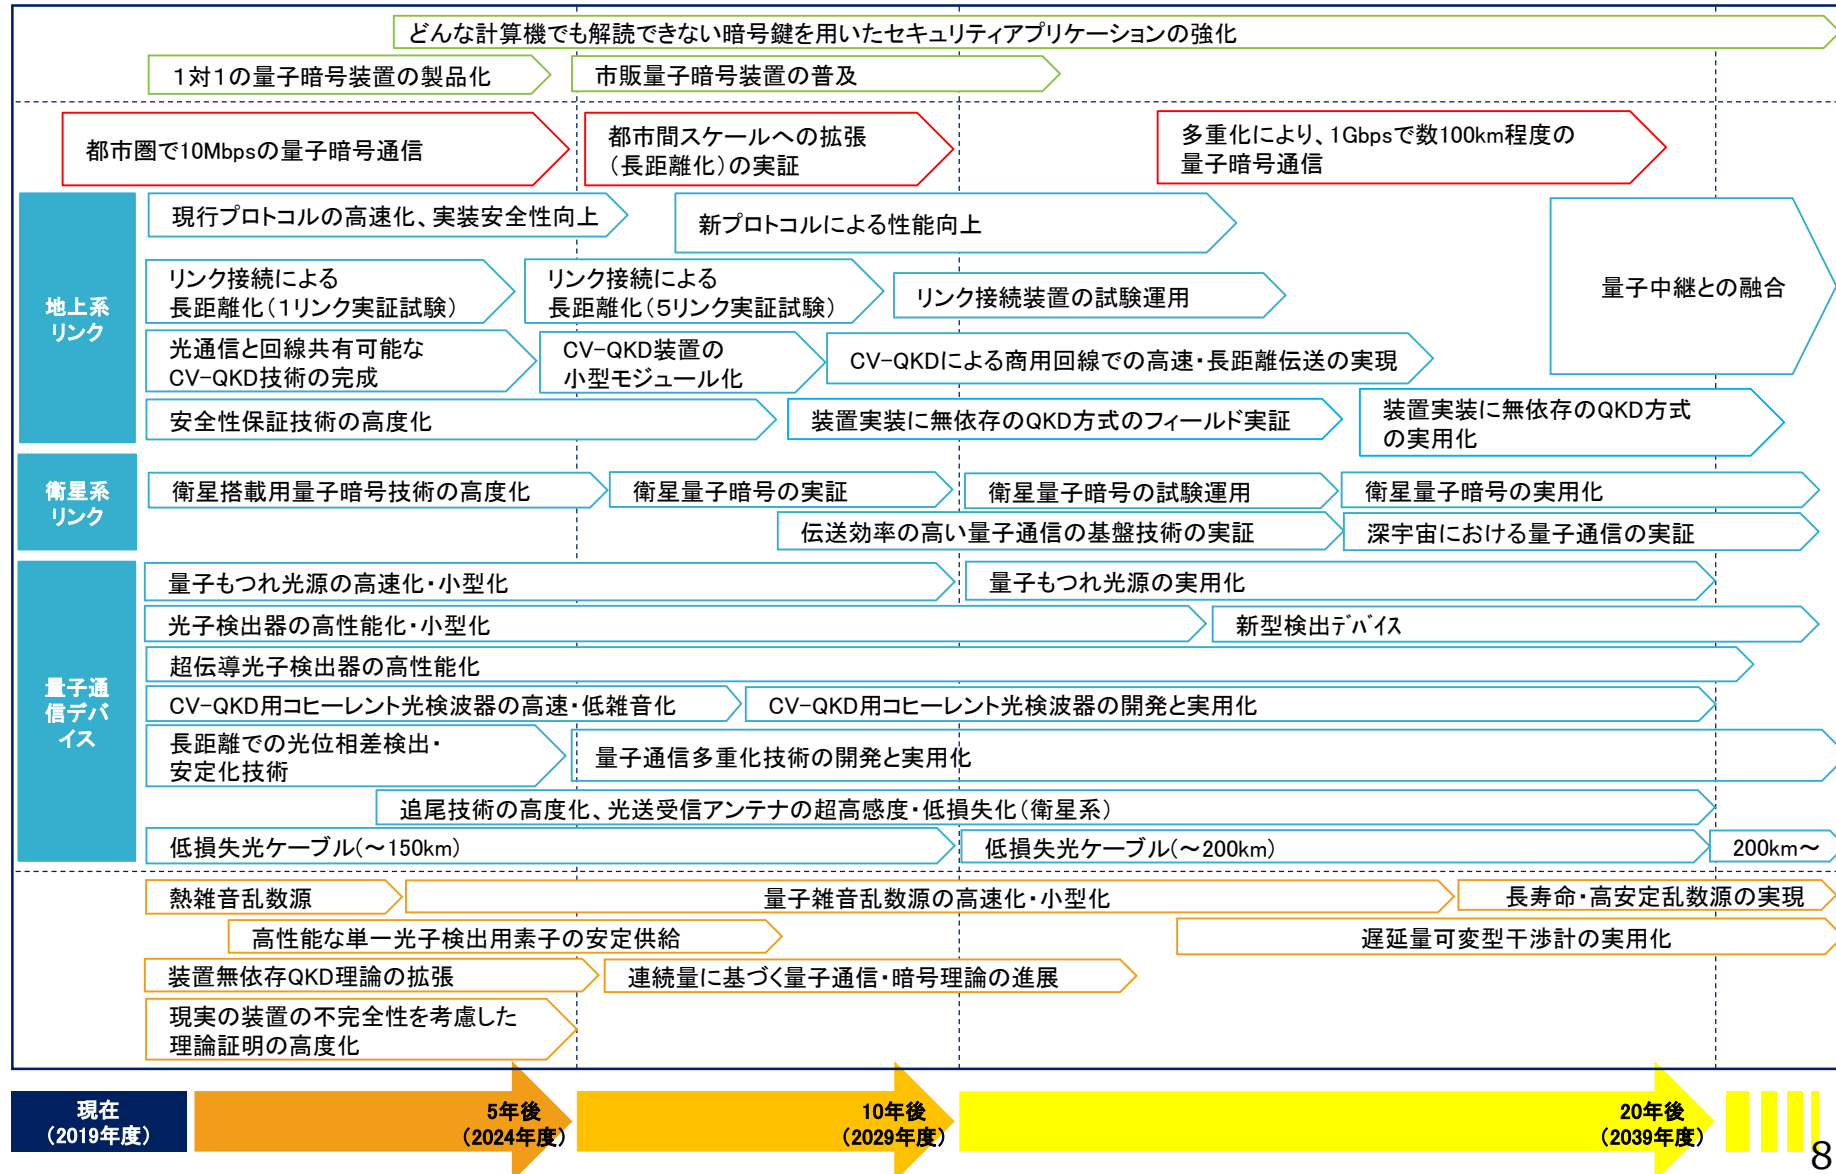 どんな計算機でも解読できない暗号鍵を用いたセキュリティアプリケーションの強化
１対１の量子暗号装置の製品化
市販量子暗号装置の普及
都市圏で10Mbpsの量子暗号通信
都市間スケールへの拡張
（長距離化）の実証
多重化により、1Gbpsで数100km程度の
量子暗号通信
地上系
リンク
現行プロトコルの高速化、実装安全性向上
新プロトコルによる性能向上
量子中継との融合
リンク接続による
長距離化（１リンク実証試験）
リンク接続による
長距離化（５リンク実証試験）
リンク接続装置の試験運用
光通信と回線共有可能な
CV-QKD技術の完成
CV-QKD装置の
小型モジュール化
CV-QKDによる商用回線での高速・長距離伝送の実現
安全性保証技術の高度化
装置実装に無依存のQKD方式のフィールド実証
装置実装に無依存のQKD方式
の実用化
衛星系
リンク
衛星搭載用量子暗号技術の高度化
衛星量子暗号の実証
衛星量子暗号の試験運用
衛星量子暗号の実用化
伝送効率の高い量子通信の基盤技術の実証
深宇宙における量子通信の実証
量子通
信デバ
イス
量子もつれ光源の高速化・小型化
量子もつれ光源の実用化
光子検出器の高性能化・小型化
新型検出ﾃﾞﾊﾞｲｽ
超伝導光子検出器の高性能化
CV-QKD用コヒーレント光検波器の高速・低雑音化
CV-QKD用コヒーレント光検波器の開発と実用化
長距離での光位相差検出・
安定化技術
量子通信多重化技術の開発と実用化
追尾技術の高度化、光送受信アンテナの超高感度・低損失化（衛星系）
低損失光ケーブル(～150km)
低損失光ケーブル(～200km)
200km～
熱雑音乱数源
量子雑音乱数源の高速化・小型化
長寿命・高安定乱数源の実現
高性能な単一光子検出用素子の安定供給
遅延量可変型干渉計の実用化
装置無依存QKD理論の拡張
連続量に基づく量子通信・暗号理論の進展
現実の装置の不完全性を考慮した
理論証明の高度化
現在
（2019年度）
5年後
（2024年度）
10年後
（2029年度）
20年後
（2039年度）
8